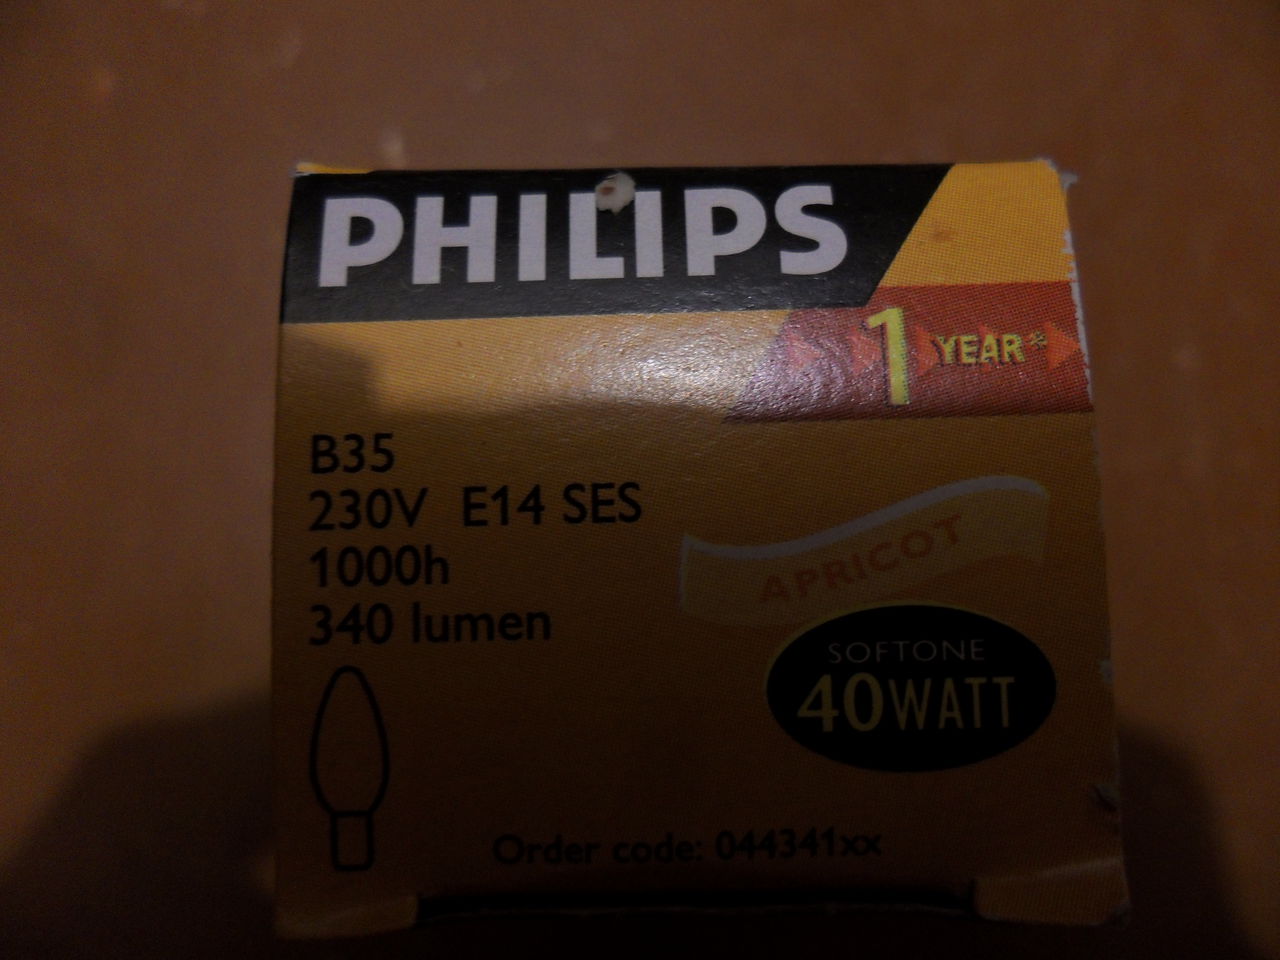 PHILIPS
1 YEAR*
B35
230V E14 SES
1000h
340 lumen
APRICOT
SOFTONE
40WATT
Order code: 044341xx